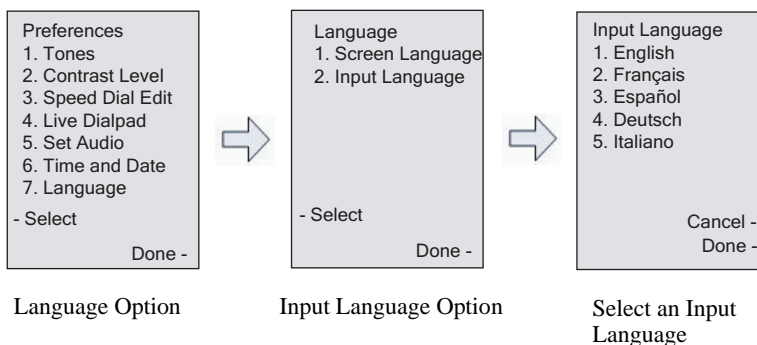 Preferences
1. Tones
2. Contrast Level
3. Speed Dial Edit
4. Live Dialpad
5. Set Audio
6. Time and Date
7. Language
- Select
Done -
Language Option
Language
1. Screen Language
2. Input Language
- Select
Done -
Input Language Option
Input Language
1. English
2. Français
3. Español
4. Deutsch
5. Italiano
Cancel -
Done -
Select an Input
Language